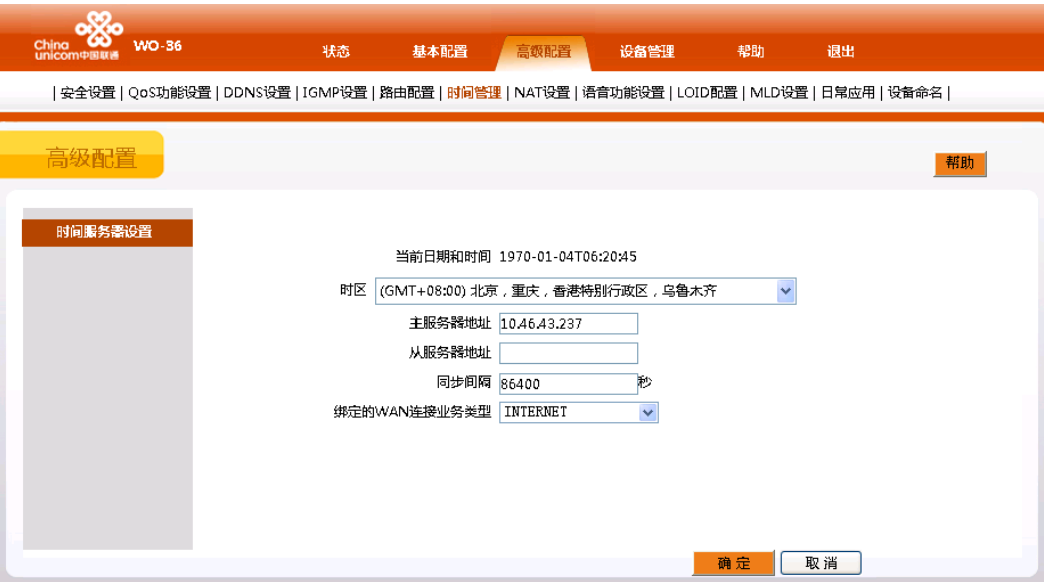 China
unicom中国联通
WO-36
状态 基本配置 高级配置 设备管理 帮助 退出
|安全设置|QoS功能设置|DDNS设置|IGMP设置|路由配置|时间管理|NAT设置|语音功能设置|LOID配置|MLD设置|日常应用|设备命名|
高级配置
帮助
时间服务器设置
当前日期和时间 1970-01-04T06:20:45
时区 (GMT+08:00) 北京，重庆，香港特别行政区，乌鲁木齐
主服务器地址 10.46.43.237
从服务器地址
同步间隔 86400 秒
绑定的WAN连接业务类型 INTERNET
确定 取消